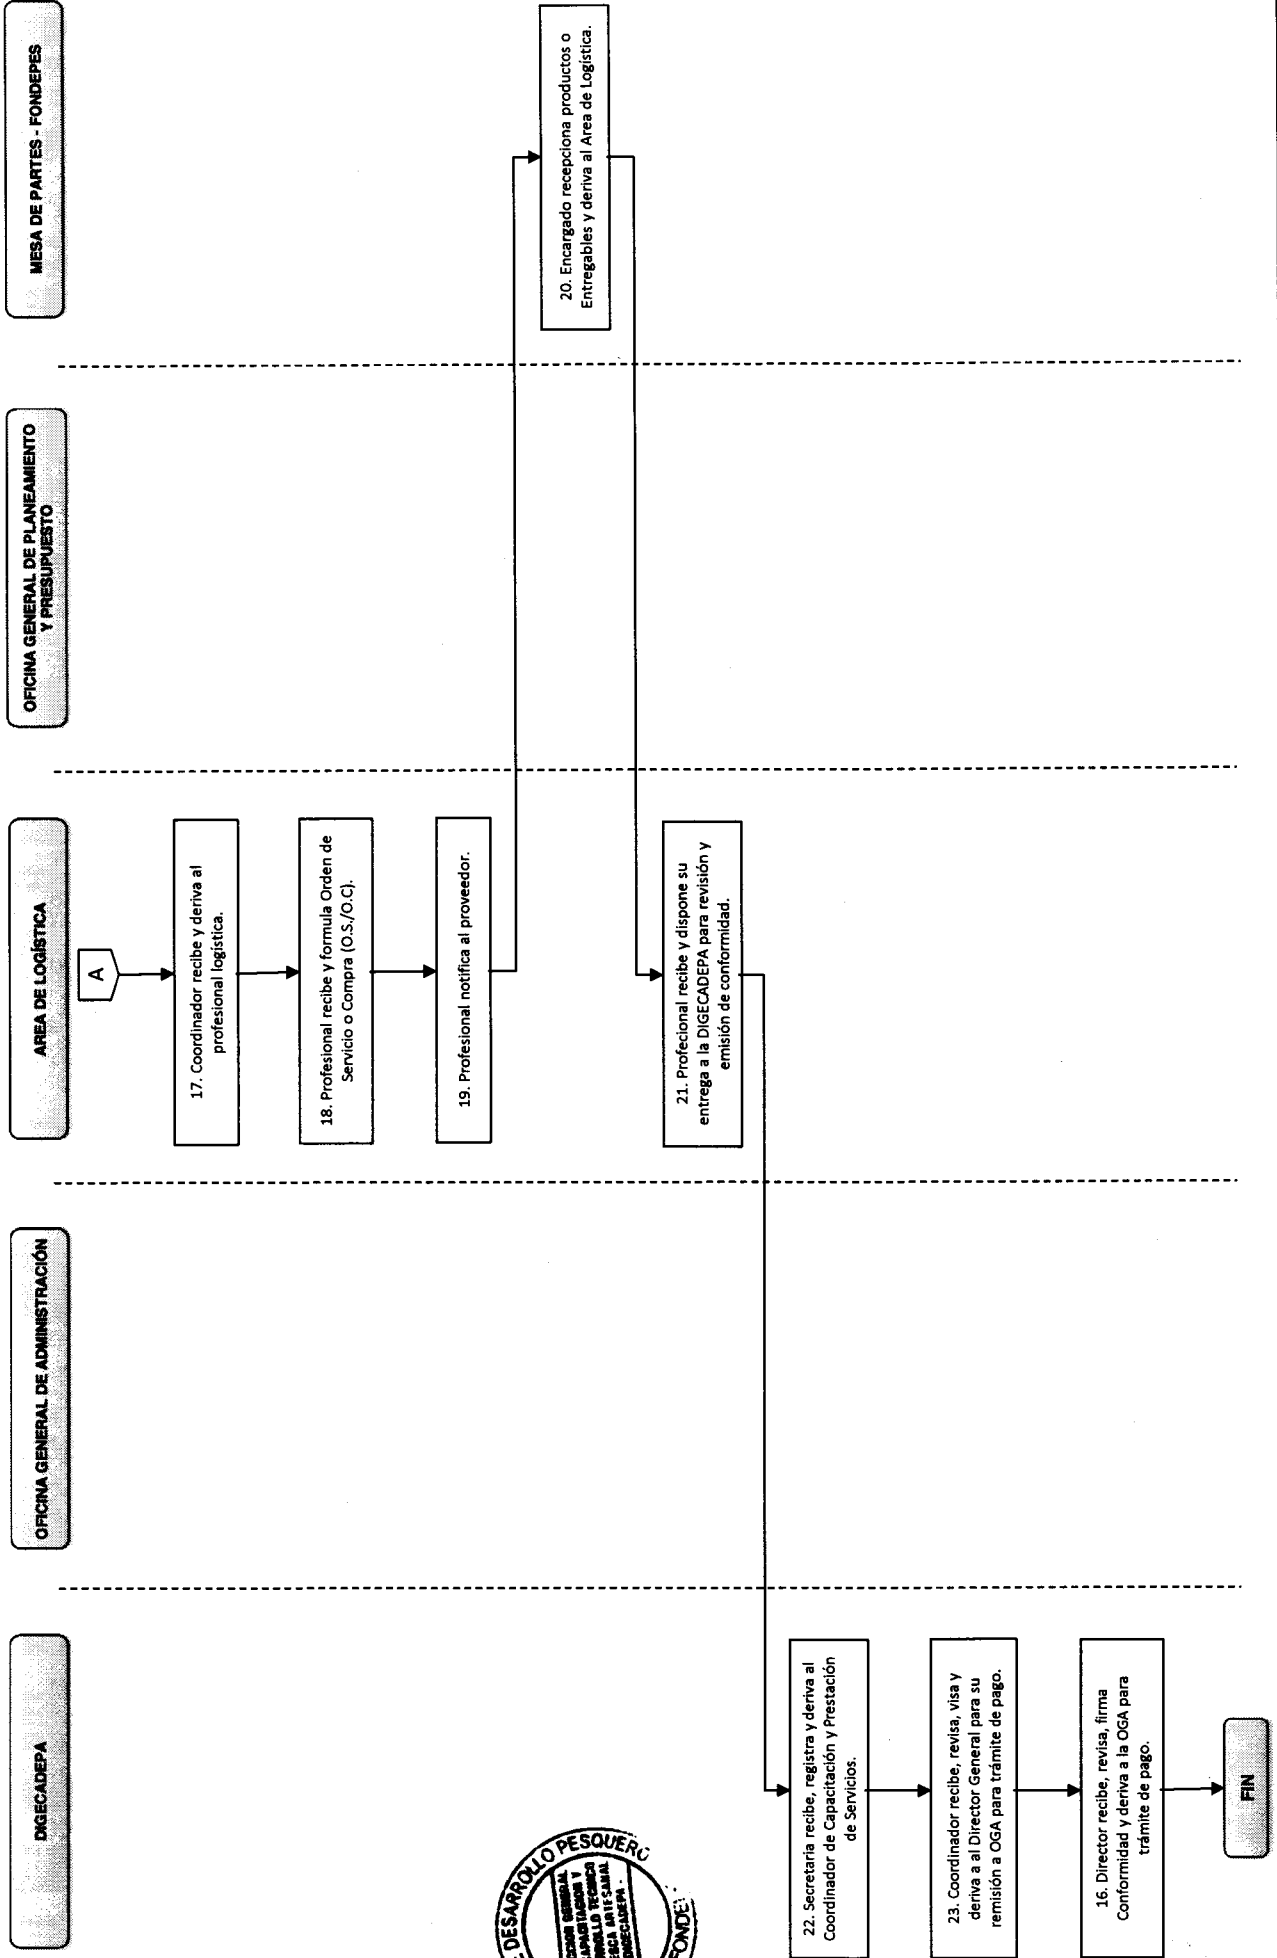 DIGECADEPA
OFICINA GENERAL DE ADMINISTRACIÓN
AREA DE LOGÍSTICA
OFICINA GENERAL DE PLANEAMIENTO
Y PRESUPUESTO
MESA DE PARTES - FONDEPES
A
17. Coordinador recibe y deriva al
profesional logística.
18. Profesional recibe y formula Orden de
Servicio o Compra (O.S./O.C).
19. Profesional notifica al proveedor.
20. Encargado recepciona productos o
Entregables y deriva al Area de Logística.
21. Profecional recibe y dispone su
entrega a la DIGECADEPA para revisión y
emisión de conformidad.
22. Secretaria recibe, registra y deriva al
Coordinador de Capacitación y Prestación
de Servicios.
23. Coordinador recibe, revisa, visa y
deriva a al Director General para su
remisión a OGA para trámite de pago.
16. Director recibe, revisa, firma
Conformidad y deriva a la OGA para
trámite de pago.
FIN
DESARROLLO PESQUERO
GENERAL
ARTESANAL
DIGECADEPA -